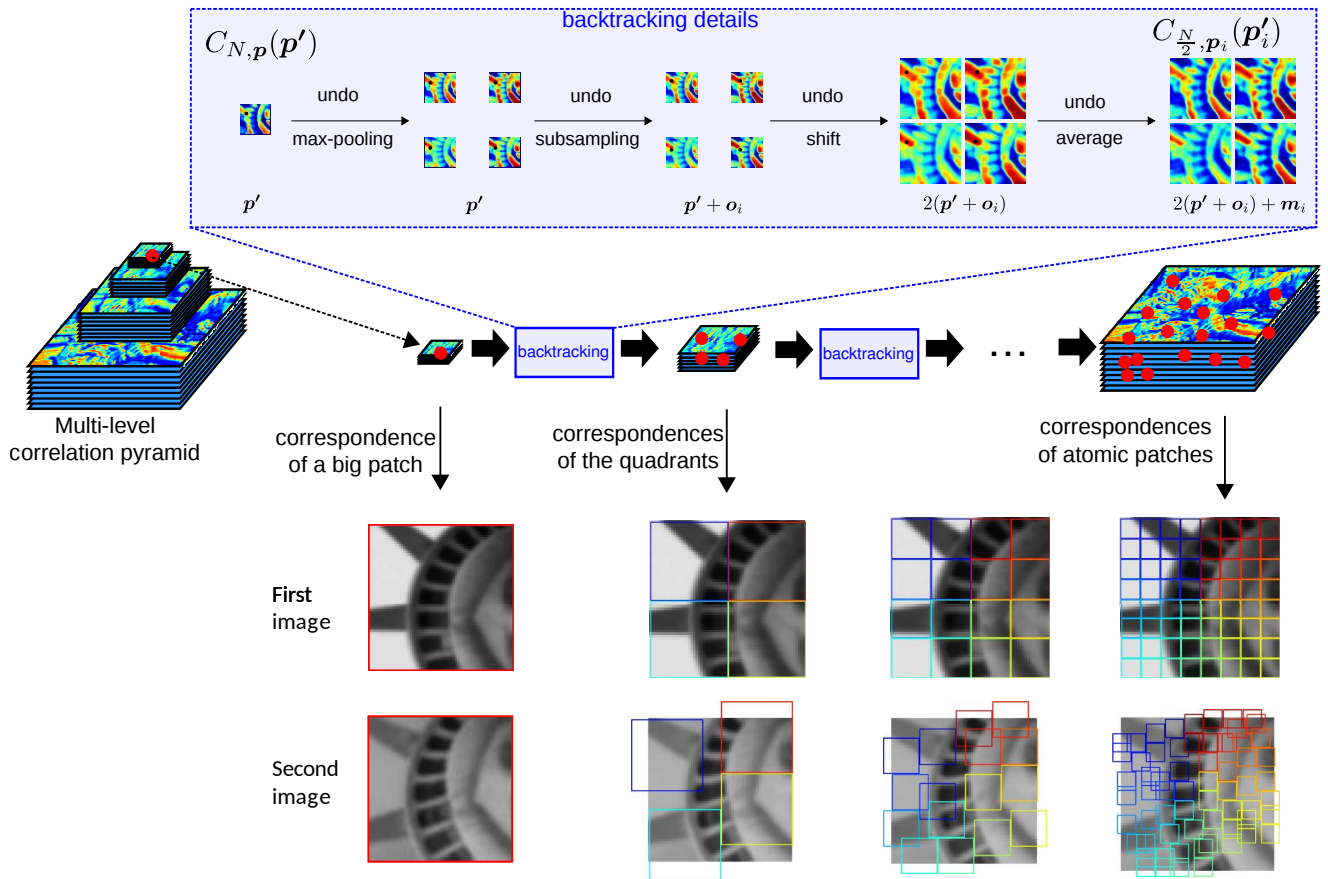 backtracking details
C_{N,p}(p′)
C_{\frac{N}{2},p_i}(p′_i)
undo
max-pooling
undo
subsampling
undo
shift
undo
average
p′
p′
p′ + o_i
2(p′ + o_i)
2(p′ + o_i) + m_i
backtracking
backtracking
...
Multi-level
correlation pyramid
correspondence
of a big patch
correspondences
of the quadrants
correspondences
of atomic patches
First
image
Second
image